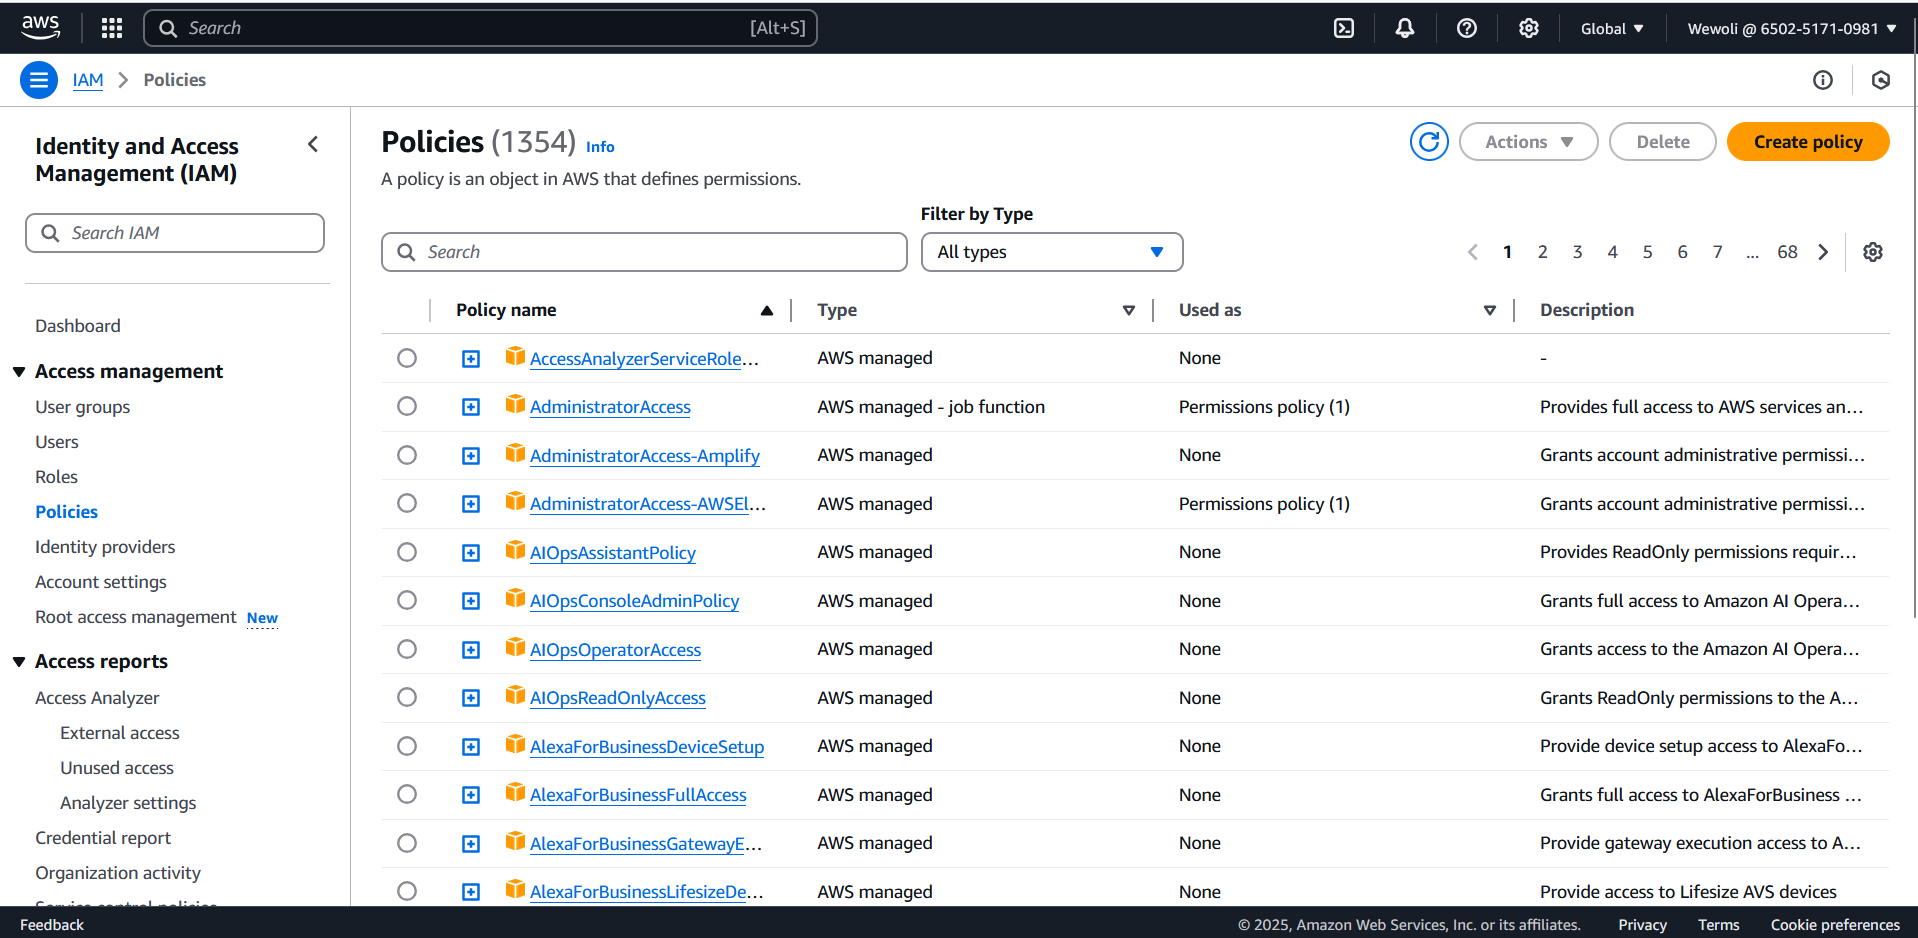 aws
Search [Alt+S]
Global
Wewoli @ 6502-5171-0981
IAM > Policies
Identity and Access
Management (IAM)
Search IAM
Dashboard
Access management
User groups
Users
Roles
Policies
Identity providers
Account settings
Root access management New
Access reports
Access Analyzer
External access
Unused access
Analyzer settings
Credential report
Organization activity
Service control policies
Policies (1354) Info
A policy is an object in AWS that defines permissions.
Actions
Delete
Create policy
Filter by Type
Search
All types
1 2 3 4 5 6 7 ... 68
Policy name Type Used as Description
AccessAnalyzerServiceRole... AWS managed None -
AdministratorAccess AWS managed - job function Permissions policy (1) Provides full access to AWS services an...
AdministratorAccess-Amplify AWS managed None Grants account administrative permissi...
AdministratorAccess-AWSEl... AWS managed Permissions policy (1) Grants account administrative permissi...
AIOpsAssistantPolicy AWS managed None Provides ReadOnly permissions requir...
AIOpsConsoleAdminPolicy AWS managed None Grants full access to Amazon AI Opera...
AIOpsOperatorAccess AWS managed None Grants access to the Amazon AI Opera...
AIOpsReadOnlyAccess AWS managed None Grants ReadOnly permissions to the A...
AlexaForBusinessDeviceSetup AWS managed None Provide device setup access to AlexaFo...
AlexaForBusinessFullAccess AWS managed None Grants full access to AlexaForBusiness ...
AlexaForBusinessGatewayE... AWS managed None Provide gateway execution access to A...
AlexaForBusinessLifesizeDe... AWS managed None Provide access to Lifesize AVS devices
Feedback
© 2025, Amazon Web Services, Inc. or its affiliates.
Privacy
Terms
Cookie preferences